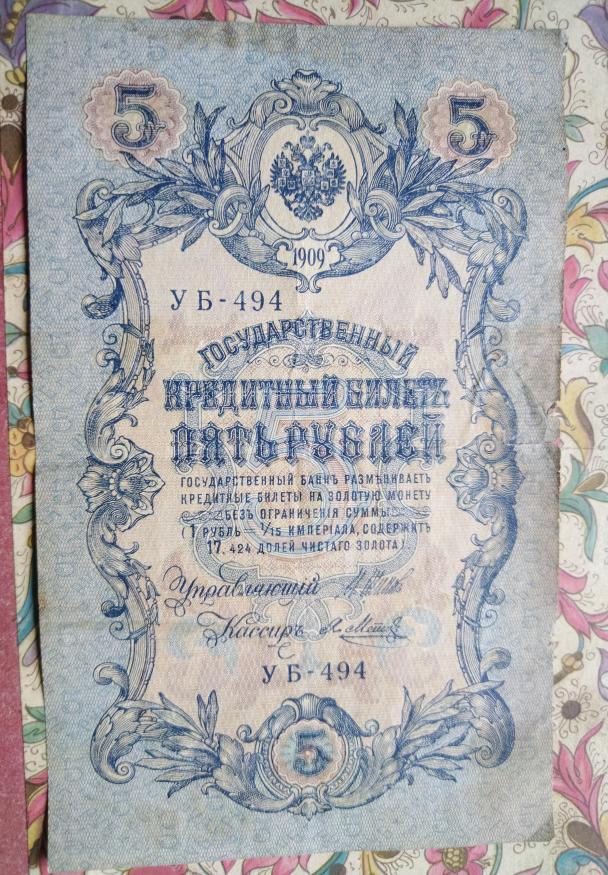 5 5
1909
УБ-494
ГОСУДАРСТВЕННЫЙ
КРЕДИТНЫЙ БИЛЕТЪ
ПЯТЬ РУБЛЕЙ
ГОСУДАРСТВЕННЫЙ БАНКЪ РАЗМѢНИВАЕТЪ
КРЕДИТНЫЕ БИЛЕТЫ НА ЗОЛОТУЮ МОНЕТУ
БЕЗЪ ОГРАНИЧЕНІЯ СУММЫ
(1 РУБЛЬ = 1/15 ИМПЕРІАЛА, СОДЕРЖИТЪ
17,424 ДОЛЕЙ ЧИСТАГО ЗОЛОТА)
Управляющій
Кассиръ
УБ-494
5